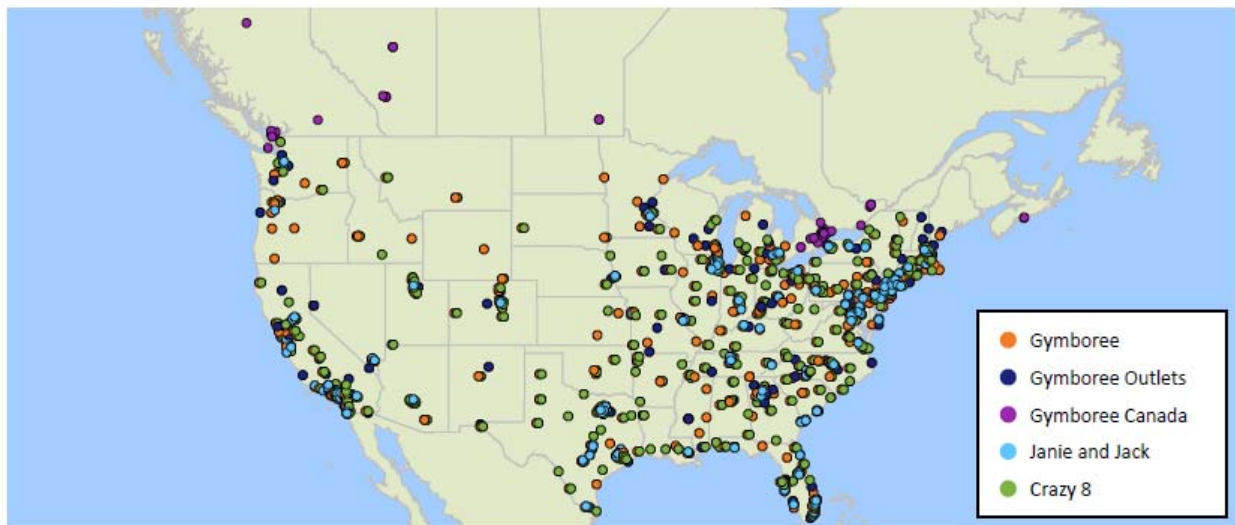 Gymboree
Gymboree Outlets
Gymboree Canada
Janie and Jack
Crazy 8